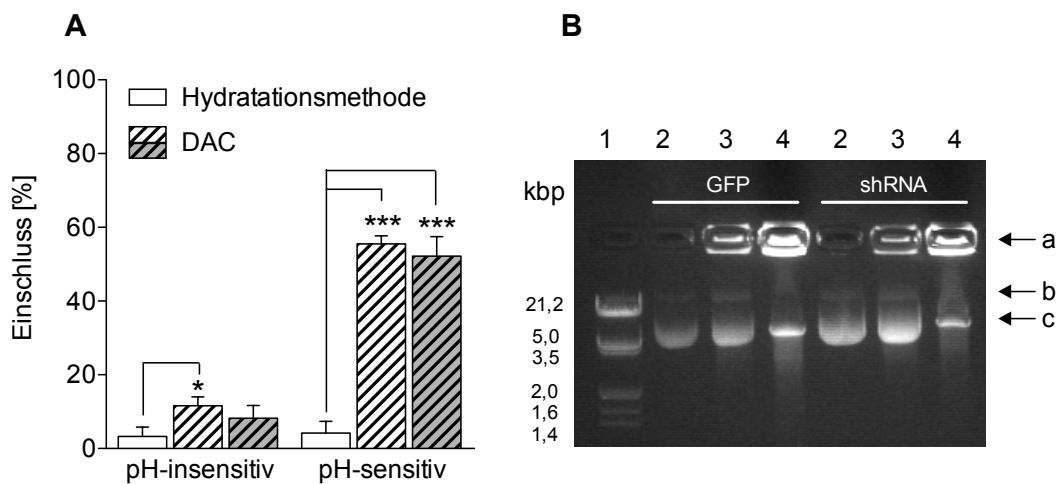 A
Einschluss [%]
100
80
60
40
20
0
Hydratationsmethode
DAC
*
***
***
pH-insensitiv
pH-sensitiv
B
1 2 3 4 2 3 4
kbp
GFP
shRNA
21,2
5,0
3,5
2,0
1,6
1,4
a
b
c